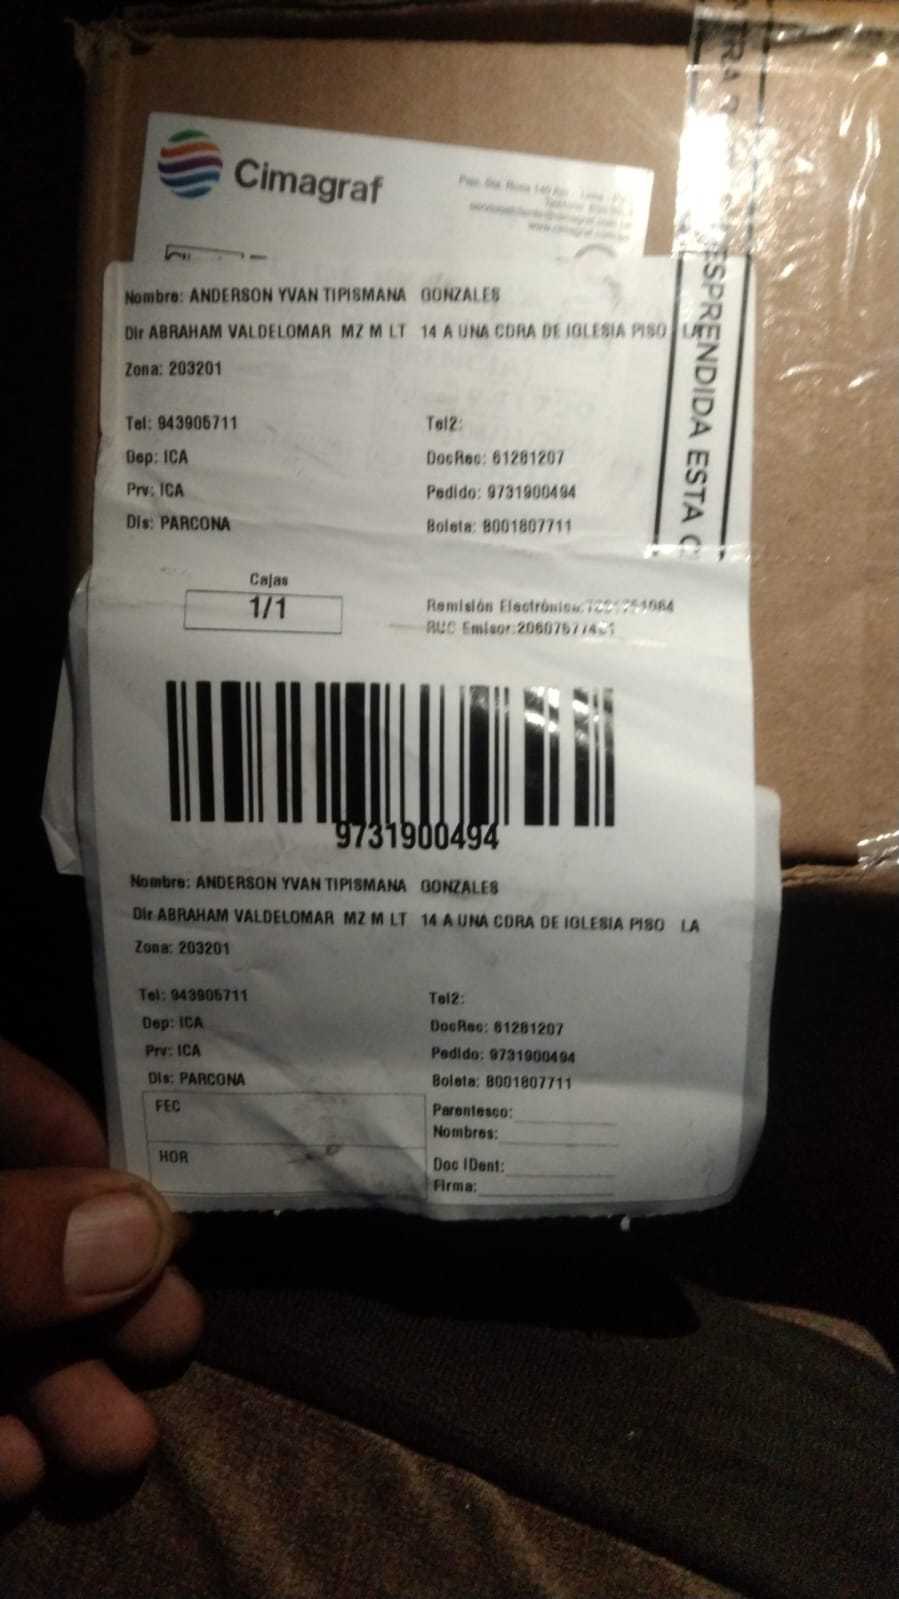 Cimagraf
Nombre: ANDERSON YVAN TIPISMANA GONZALES
Dir ABRAHAM VALDELOMAR MZ M LT 14 A UNA CDRA DE IGLESIA PISO LA
Zona: 203201
Tel: 943905711 Tel2:
Dep: ICA DocRec: 61281207
Prv: ICA Pedido: 9731900494
Dis: PARCONA Boleta: B001807711
Cajas
1/1
Remisión Electrónica:
RUC Emisor:
9731900494
Nombre: ANDERSON YVAN TIPISMANA GONZALES
Dir ABRAHAM VALDELOMAR MZ M LT 14 A UNA CDRA DE IGLESIA PISO LA
Zona: 203201
Tel: 943905711 Tel2:
Dep: ICA DocRec: 61281207
Prv: ICA Pedido: 9731900494
Dis: PARCONA Boleta: B001807711
FEC
Parentesco:
Nombres:
HOR
Doc IDent:
Firma:
ESPRENDIDA ESTA